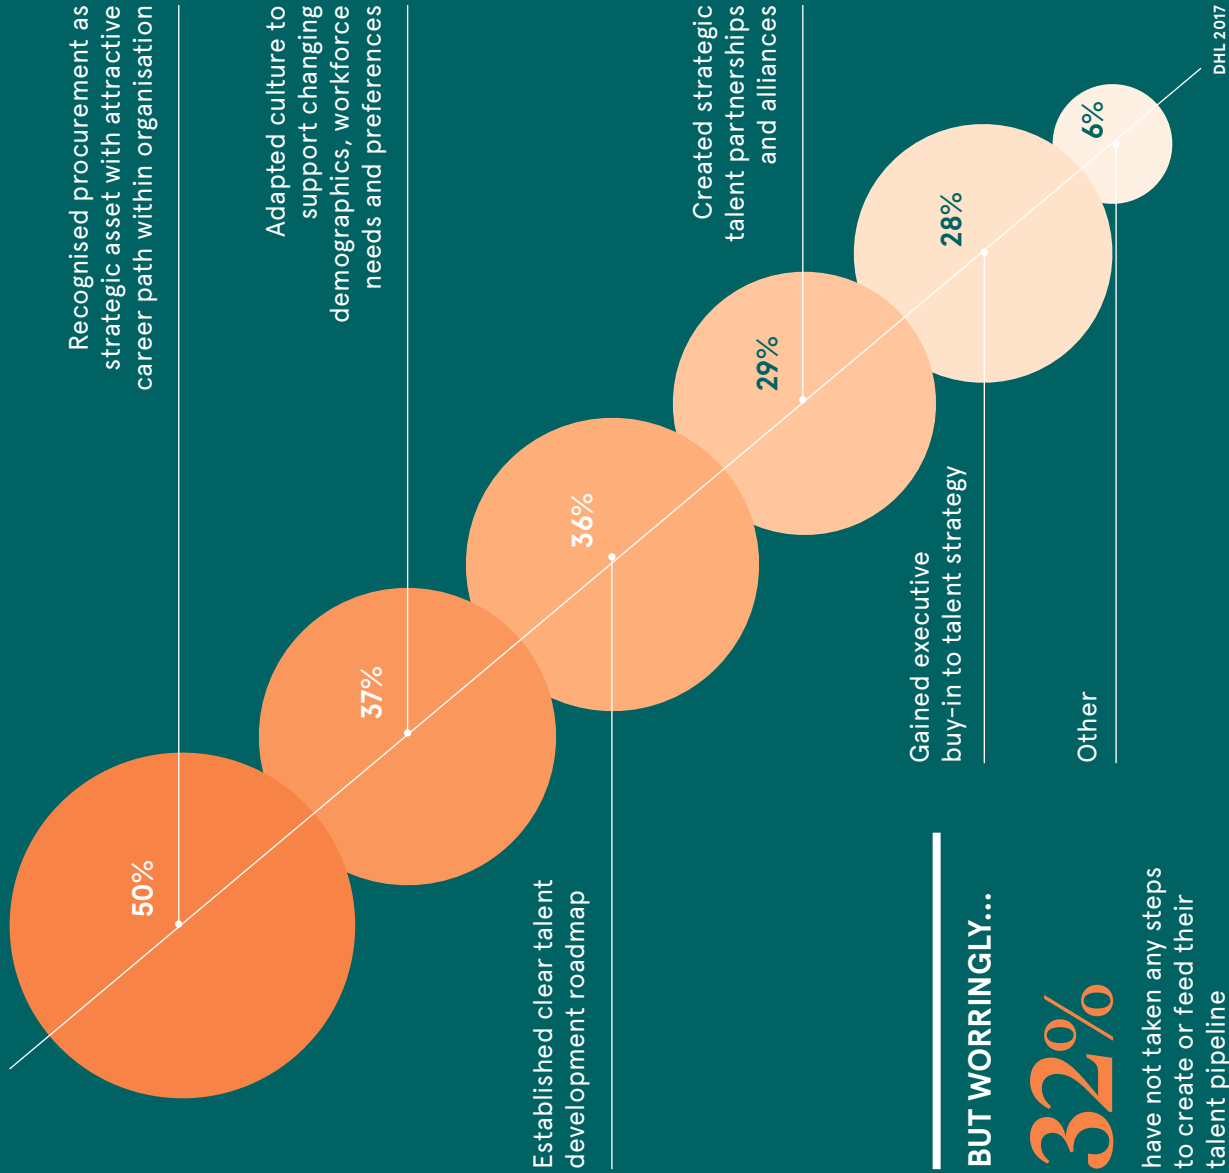 Recognised procurement as
strategic asset with attractive
career path within organisation
50%
Adapted culture to
support changing
demographics, workforce
needs and preferences
37%
Established clear talent
development roadmap
36%
Created strategic
talent partnerships
and alliances
29%
Gained executive
buy-in to talent strategy
28%
Other
6%
BUT WORRINGLY...
32%
have not taken any steps
to create or feed their
talent pipeline
DHL 2017